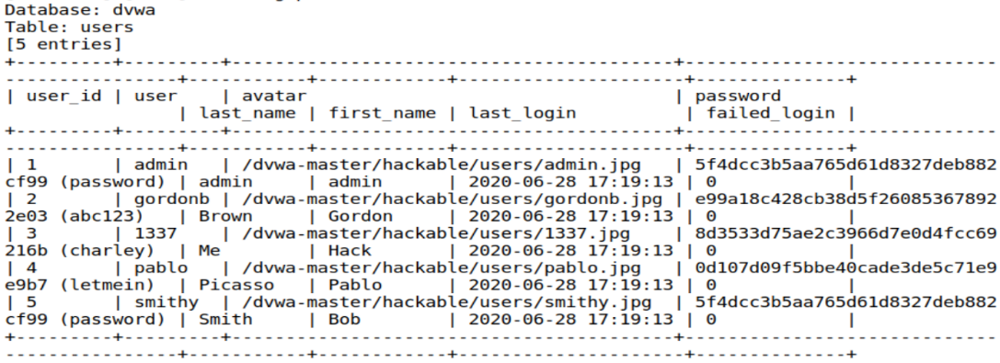 Database: dvwa
Table: users
[5 entries]
+---------+---------+-----------------------------------------+-----------------------------
----------------+-----------+------------+---------------------+--------------+
| user_id | user    | avatar                                  | password
                | last_name | first_name | last_login          | failed_login |
+---------+---------+-----------------------------------------+-----------------------------
----------------+-----------+------------+---------------------+--------------+
| 1       | admin   | /dvwa-master/hackable/users/admin.jpg   | 5f4dcc3b5aa765d61d8327deb882
cf99 (password) | admin     | admin      | 2020-06-28 17:19:13 | 0            |
| 2       | gordonb | /dvwa-master/hackable/users/gordonb.jpg | e99a18c428cb38d5f26085367892
2e03 (abc123)   | Brown     | Gordon     | 2020-06-28 17:19:13 | 0            |
| 3       | 1337    | /dvwa-master/hackable/users/1337.jpg    | 8d3533d75ae2c3966d7e0d4fcc69
216b (charley)  | Me        | Hack       | 2020-06-28 17:19:13 | 0            |
| 4       | pablo   | /dvwa-master/hackable/users/pablo.jpg   | 0d107d09f5bbe40cade3de5c71e9
e9b7 (letmein)  | Picasso   | Pablo      | 2020-06-28 17:19:13 | 0            |
| 5       | smithy  | /dvwa-master/hackable/users/smithy.jpg  | 5f4dcc3b5aa765d61d8327deb882
cf99 (password) | Smith     | Bob        | 2020-06-28 17:19:13 | 0            |
+---------+---------+-----------------------------------------+-----------------------------
----------------+-----------+------------+---------------------+--------------+